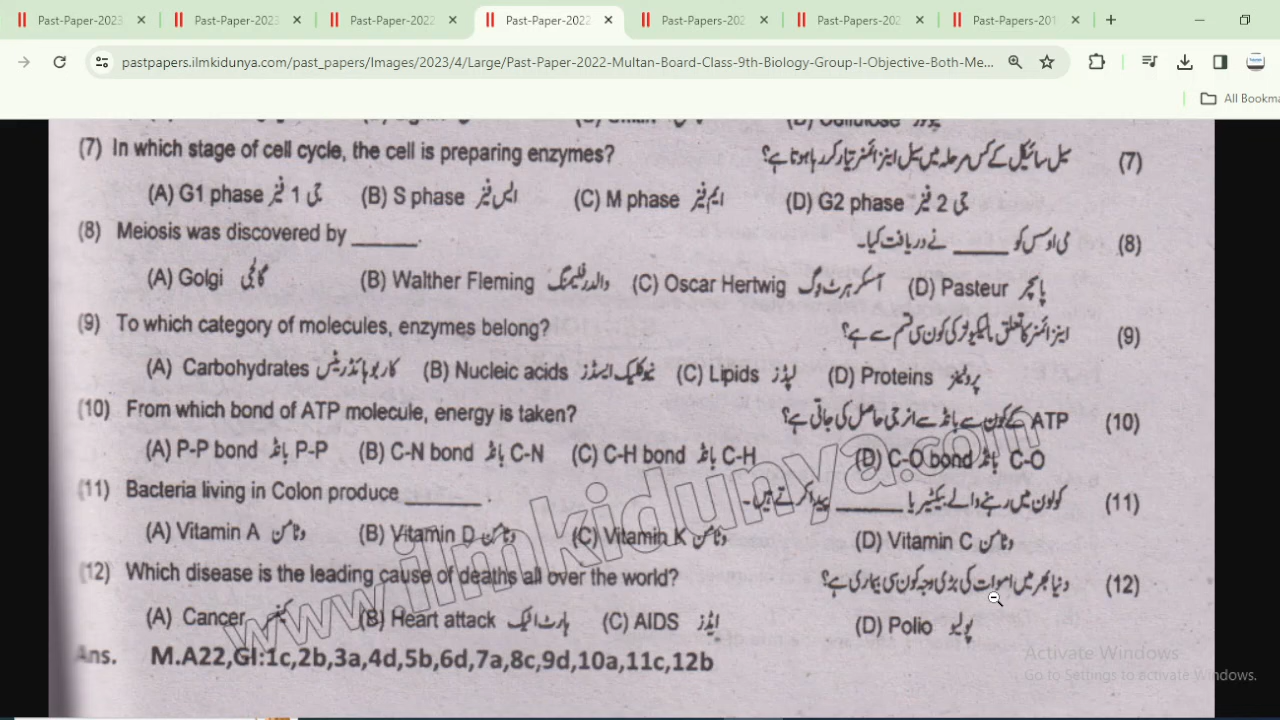 Past-Paper-2023 Past-Paper-2023 Past-Paper-2022 Past-Paper-2022 Past-Papers-202 Past-Papers-202 Past-Papers-201
pastpapers.ilmkidunya.com/past_papers/Images/2023/4/Large/Past-Paper-2022-Multan-Board-Class-9th-Biology-Group-I-Objective-Both-Me...
All Bookma
(7) In which stage of cell cycle, the cell is preparing enzymes? سیل سائیکل کے کس مرحلہ میں سیل اینزائمز تیار کر رہا ہوتا ہے؟ (7)
(A) G1 phase جی 1 فیز (B) S phase ایس فیز (C) M phase ایم فیز (D) G2 phase جی 2 فیز
(8) Meiosis was discovered by ______. می اوسس کو ______ نے دریافت کیا۔ (8)
(A) Golgi گالجی (B) Walther Fleming والدر فلیمنگ (C) Oscar Hertwig آسکر ہرٹ وگ (D) Pasteur پاسچر
(9) To which category of molecules, enzymes belong? اینزائمز کا تعلق مالیکیولز کی کون سی قسم سے ہے؟ (9)
(A) Carbohydrates کاربوہائڈریٹس (B) Nucleic acids نیوکلیک ایسڈز (C) Lipids لپڈز (D) Proteins پروٹینز
(10) From which bond of ATP molecule, energy is taken? ATP کے کون سے بانڈ سے انرجی حاصل کی جاتی ہے؟ (10)
(A) P-P bond P-P بانڈ (B) C-N bond C-N بانڈ (C) C-H bond C-H بانڈ (D) C-O bond C-O بانڈ
(11) Bacteria living in Colon produce _______ . کولون میں رہنے والے بیکٹیریا ______ پیدا کرتے ہیں۔ (11)
(A) Vitamin A وٹامن (B) Vitamin D وٹامن (C) Vitamin K وٹامن (D) Vitamin C وٹامن
(12) Which disease is the leading cause of deaths all over the world? دنیا بھر میں اموات کی بڑی وجہ کون سی بیماری ہے؟ (12)
(A) Cancer کینسر (B) Heart attack ہارٹ اٹیک (C) AIDS ایڈز (D) Polio پولیو
Ans. M.A22,GI:1c,2b,3a,4d,5b,6d,7a,8c,9d,10a,11c,12b
www.ilmkidunya.com
Activate Windows
Go to Settings to activate Windows.